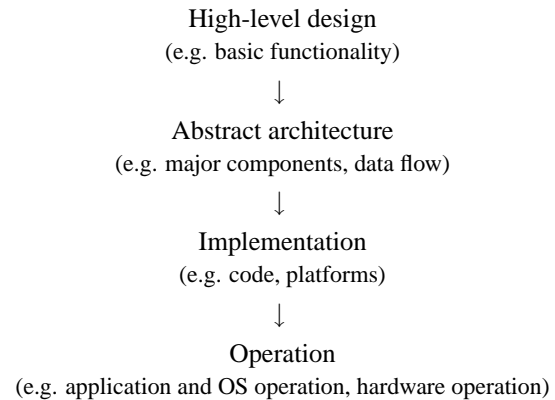 High-level design
(e.g. basic functionality)
↓
Abstract architecture
(e.g. major components, data flow)
↓
Implementation
(e.g. code, platforms)
↓
Operation
(e.g. application and OS operation, hardware operation)